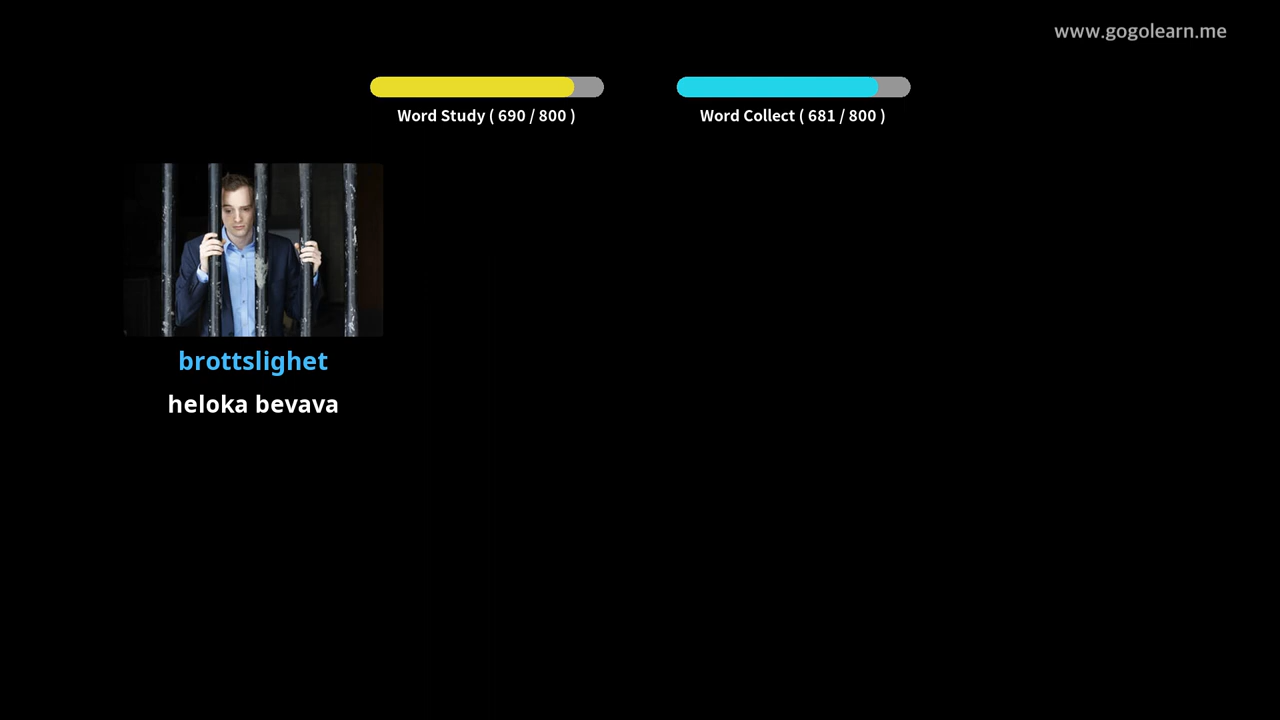 www.gogolearn.me
Word Study ( 690 / 800 )
Word Collect ( 681 / 800 )
brottslighet
heloka bevava